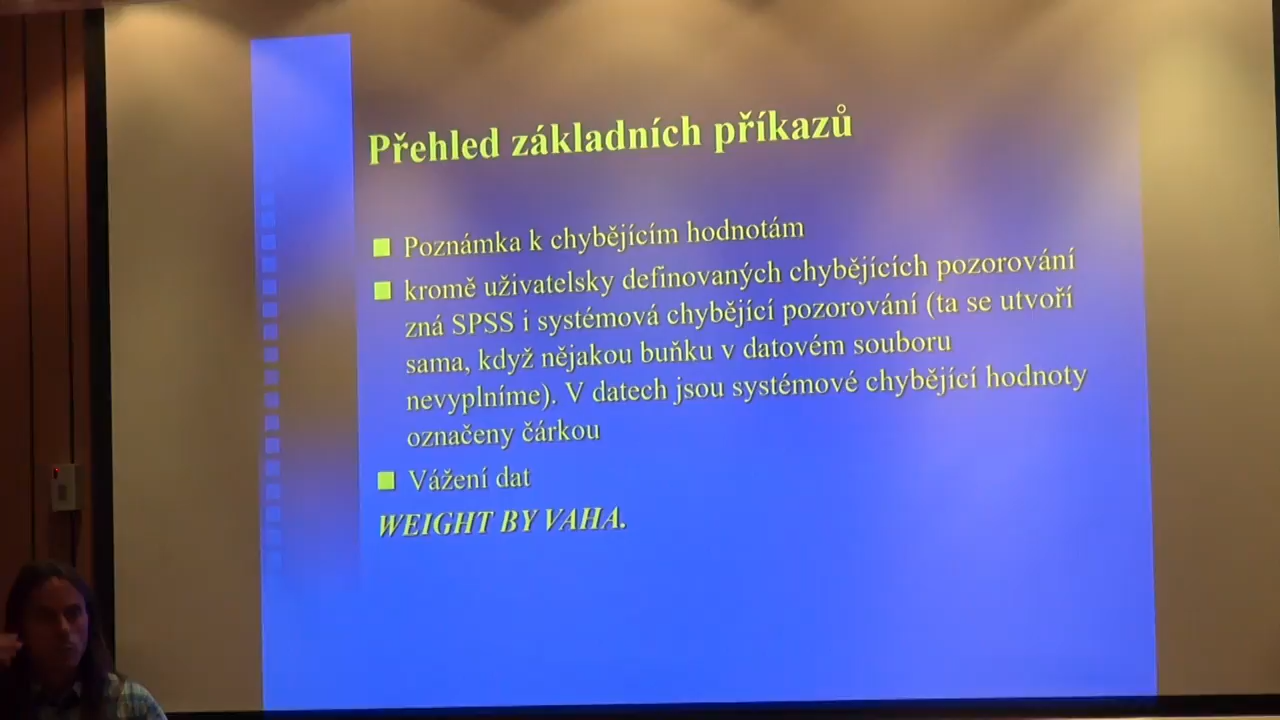 Přehled základních příkazů
Poznámka k chybějícím hodnotám
kromě uživatelsky definovaných chybějících pozorování
zná SPSS i systémová chybějící pozorování (ta se utvoří
sama, když nějakou buňku v datovém souboru
nevyplníme). V datech jsou systémové chybějící hodnoty
označeny čárkou
Vážení dat
WEIGHT BY VAHA.